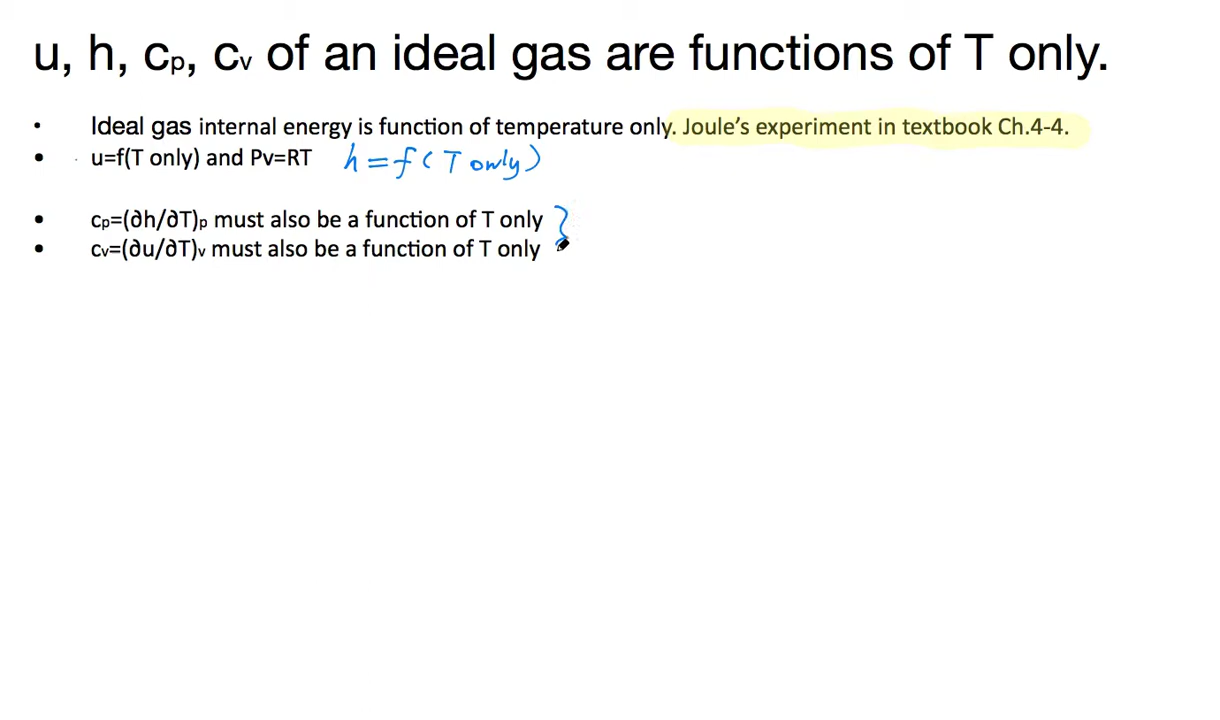 u, h, cp, cv of an ideal gas are functions of T only.
• Ideal gas internal energy is function of temperature only. Joule’s experiment in textbook Ch.4-4.
• u=f(T only) and Pv=RT h=f(T only)
• cp=(∂h/∂T)p must also be a function of T only
• cv=(∂u/∂T)v must also be a function of T only